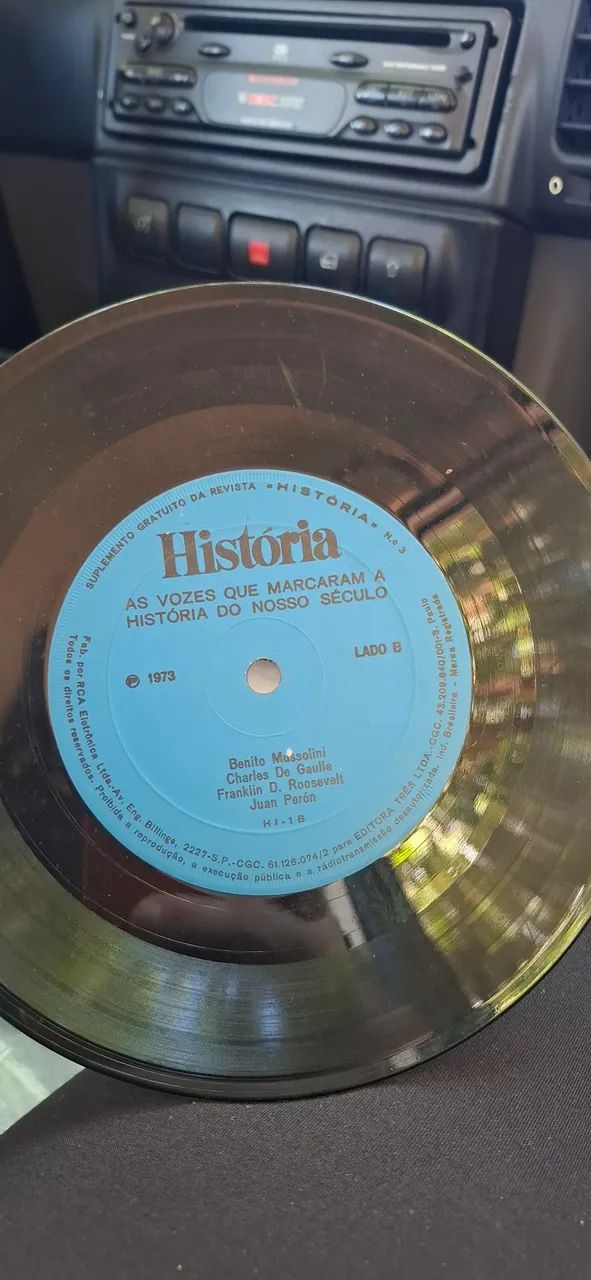 SUPLEMENTO GRATUITO DA REVISTA «HISTÓRIA» N.o 3
História
AS VOZES QUE MARCARAM A
HISTÓRIA DO NOSSO SÉCULO
LADO B
℗ 1973
Benito Mussolini
Charles De Gaulle
Franklin D. Roosevelt
Juan Perón
HI-1B
Fab. por RCA Eletrônica Ltda.-Av. Eng. Billings, 2227-S.P.-CGC. 61.126.074/2 para EDITORA TRÊS LTDA.-CGC. 43.209.840/001-S. Paulo
Todos os direitos reservados. Proibida a reprodução, a execução pública e a rádiotransmissão desautorizada. Ind. Brasileira - Marca Registrada